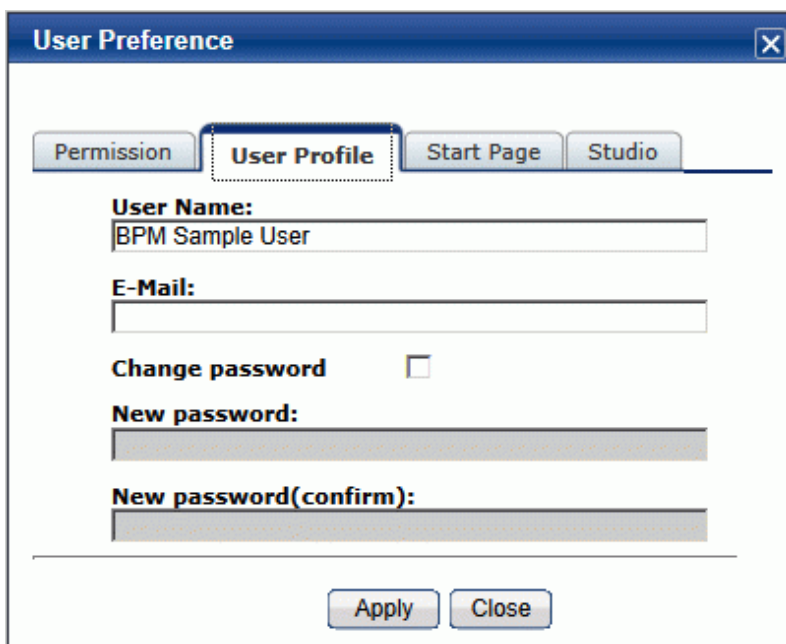 User Preference
Permission User Profile Start Page Studio
User Name:
BPM Sample User
E-Mail:
Change password
New password:
New password(confirm):
Apply Close